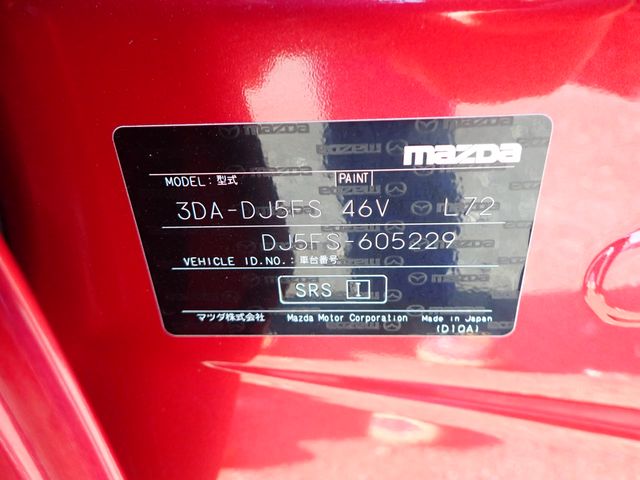 mazda
MODEL:型式 PAINT
3DA-DJ5FS 46V L72
DJ5FS-605229
VEHICLE ID.NO.:車台番号
SRS I
マツダ株式会社 Mazda Motor Corporation Made in Japan
(D10A)